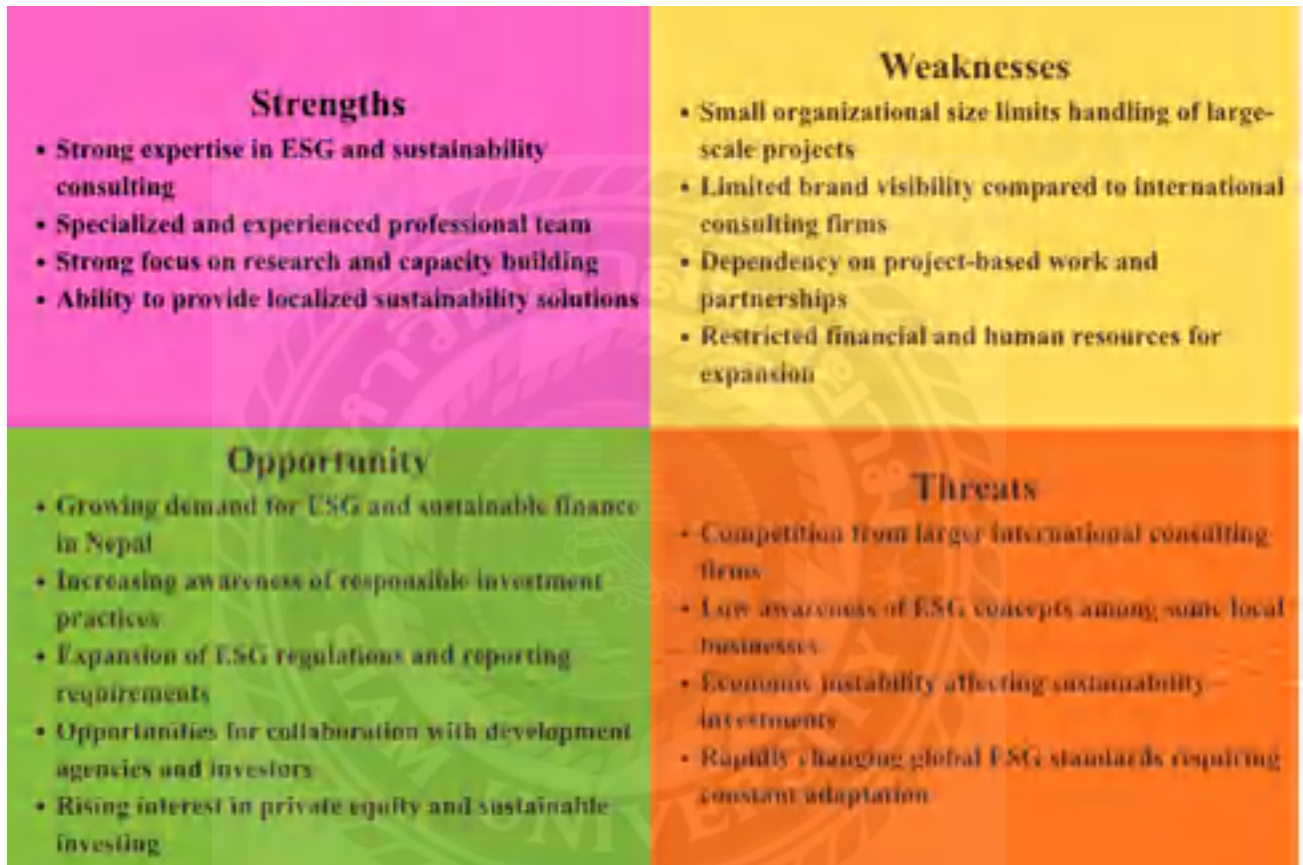 Strengths
• Strong expertise in ESG and sustainability
consulting
• Specialized and experienced professional team
• Strong focus on research and capacity building
• Ability to provide localized sustainability solutions
Weaknesses
• Small organizational size limits handling of large-
scale projects
• Limited brand visibility compared to international
consulting firms
• Dependency on project-based work and
partnerships
• Restricted financial and human resources for
expansion
Opportunity
• Growing demand for ESG and sustainable finance
in Nepal
• Increasing awareness of responsible investment
practices
• Expansion of ESG regulations and reporting
requirements
• Opportunities for collaboration with development
agencies and investors
• Rising interest in private equity and sustainable
investing
Threats
• Competition from larger international consulting
firms
• Low awareness of ESG concepts among some local
businesses
• Economic instability affecting sustainability
investments
• Rapidly changing global ESG standards requiring
constant adaptation
SIAM UNIVERSITY